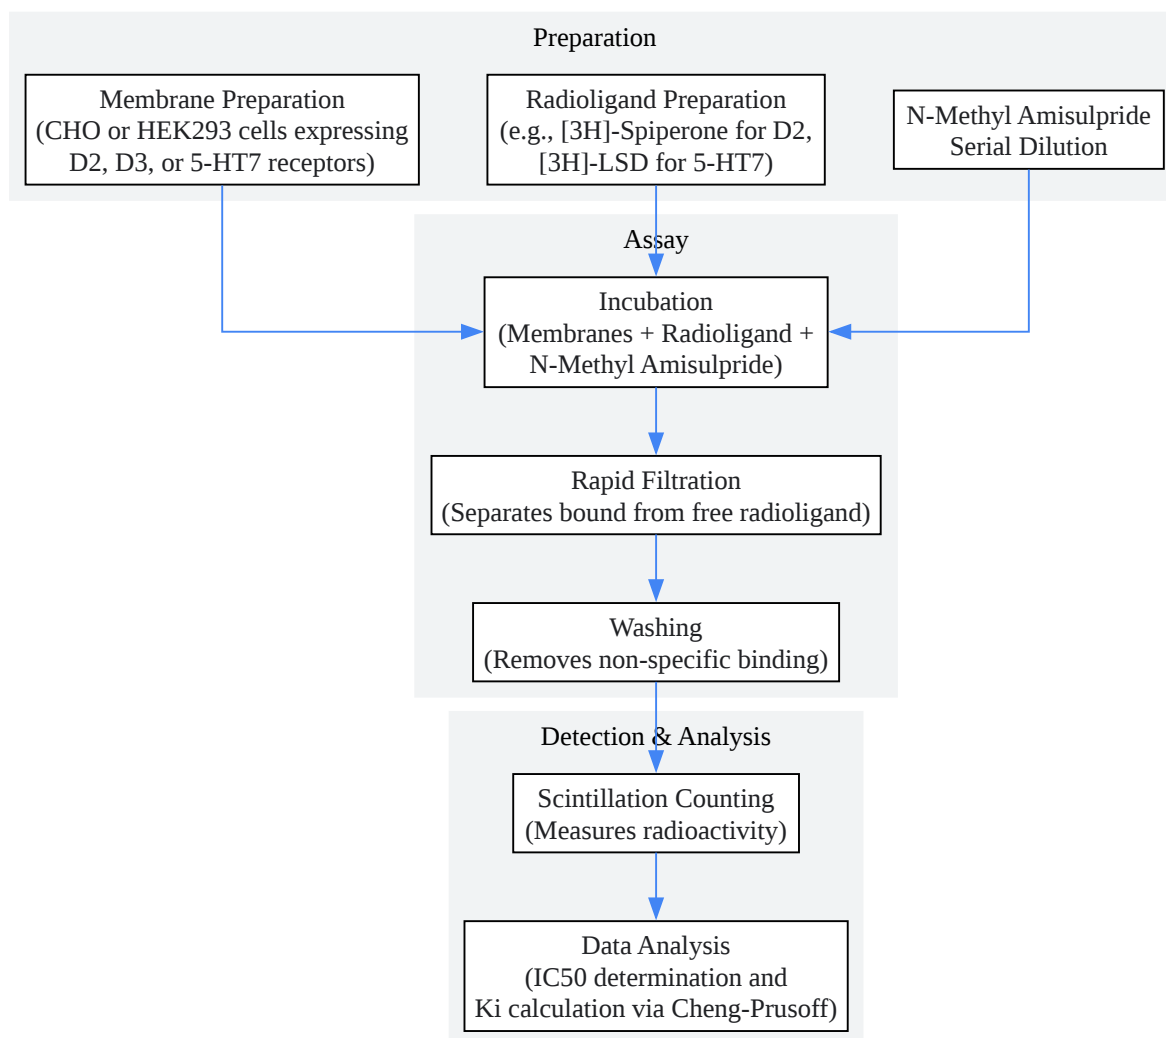 Preparation
Membrane Preparation
(CHO or HEK293 cells expressing
D2, D3, or 5-HT7 receptors)
Radioligand Preparation
(e.g., [3H]-Spiperone for D2,
[3H]-LSD for 5-HT7)
N-Methyl Amisulpride
Serial Dilution
Assay
Incubation
(Membranes + Radioligand +
N-Methyl Amisulpride)
Rapid Filtration
(Separates bound from free radioligand)
Washing
(Removes non-specific binding)
Detection & Analysis
Scintillation Counting
(Measures radioactivity)
Data Analysis
(IC50 determination and
Ki calculation via Cheng-Prusoff)